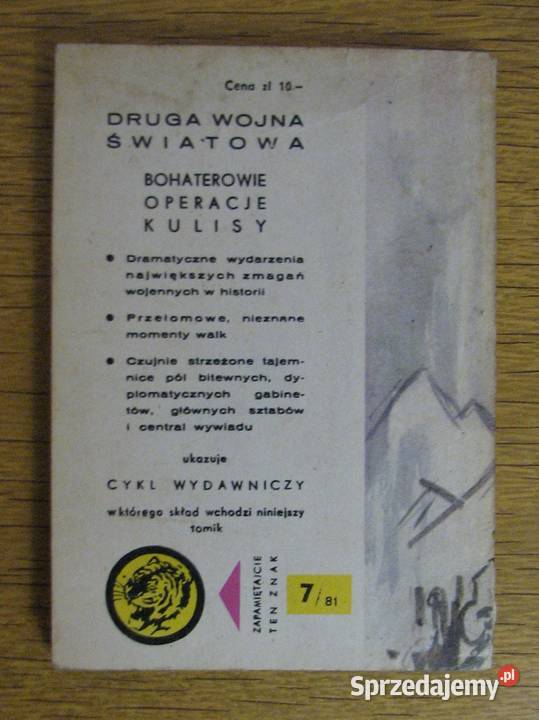 Cena zł 10.–
DRUGA WOJNA
ŚWIATOWA
BOHATEROWIE
OPERACJE
KULISY
• Dramatyczne wydarzenia
największych zmagań
wojennych w historii
• Przełomowe, nieznane
momenty walk
• Czujnie strzeżone tajem-
nice pól bitewnych, dy-
plomatycznych gabine-
tów, głównych sztabów
i central wywiadu
ukazuje
CYKL WYDAWNICZY
w którego skład wchodzi niniejszy
tomik
ZAPAMIĘTAJCIE
TEN ZNAK
7/81
Sprzedajemy.pl